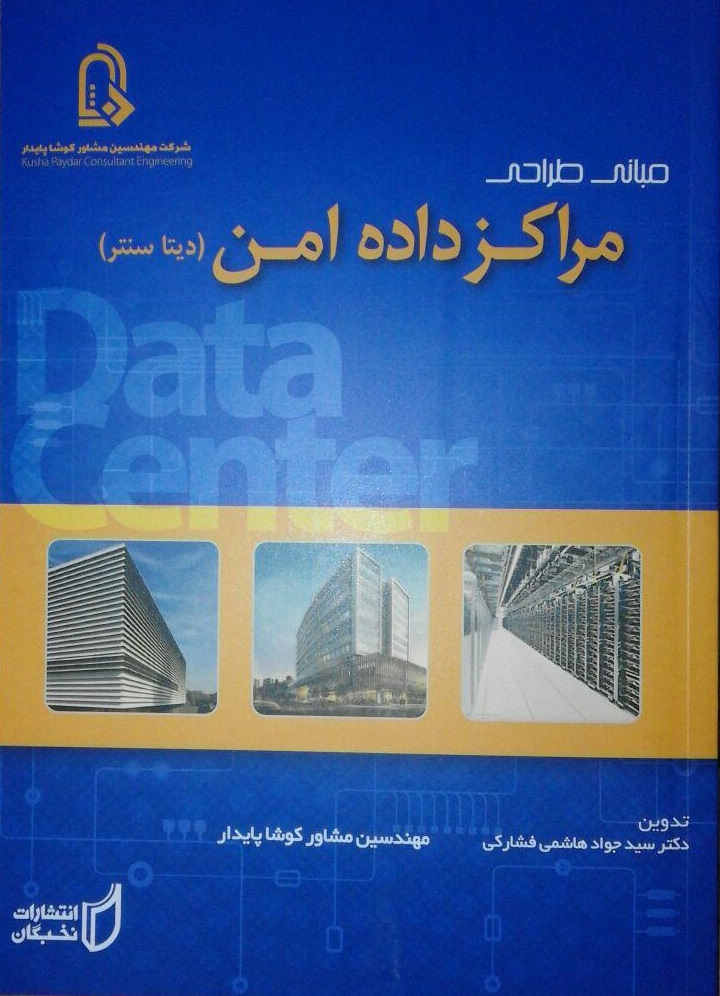 شرکت مهندسین مشاور کوشا پایدار
Kusha Paydar Consultant Engineering
مبانی طراحی
مراکز داده امن (دیتا سنتر)
Data
Center
تدوین
دکتر سید جواد هاشمی فشارکی
مهندسین مشاور کوشا پایدار
انتشارات
نخبگان